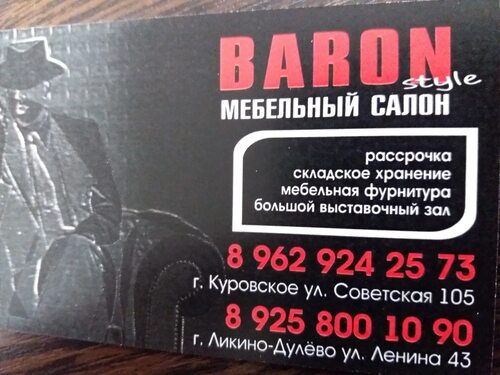 BARON
style
МЕБЕЛЬНЫЙ САЛОН
рассрочка
складское хранение
мебельная фурнитура
большой выставочный зал
8 962 924 25 73
г. Куровское ул. Советская 105
8 925 800 10 90
г. Ликино-Дулёво ул. Ленина 43